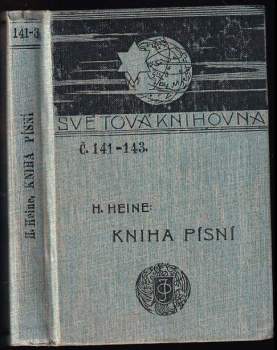 141-3
H. Heine, KNIHA PÍSNÍ
SVĚTOVÁ KNIHOVNA
Č. 141-143.
H. HEINE:
KNIHA PÍSNÍ